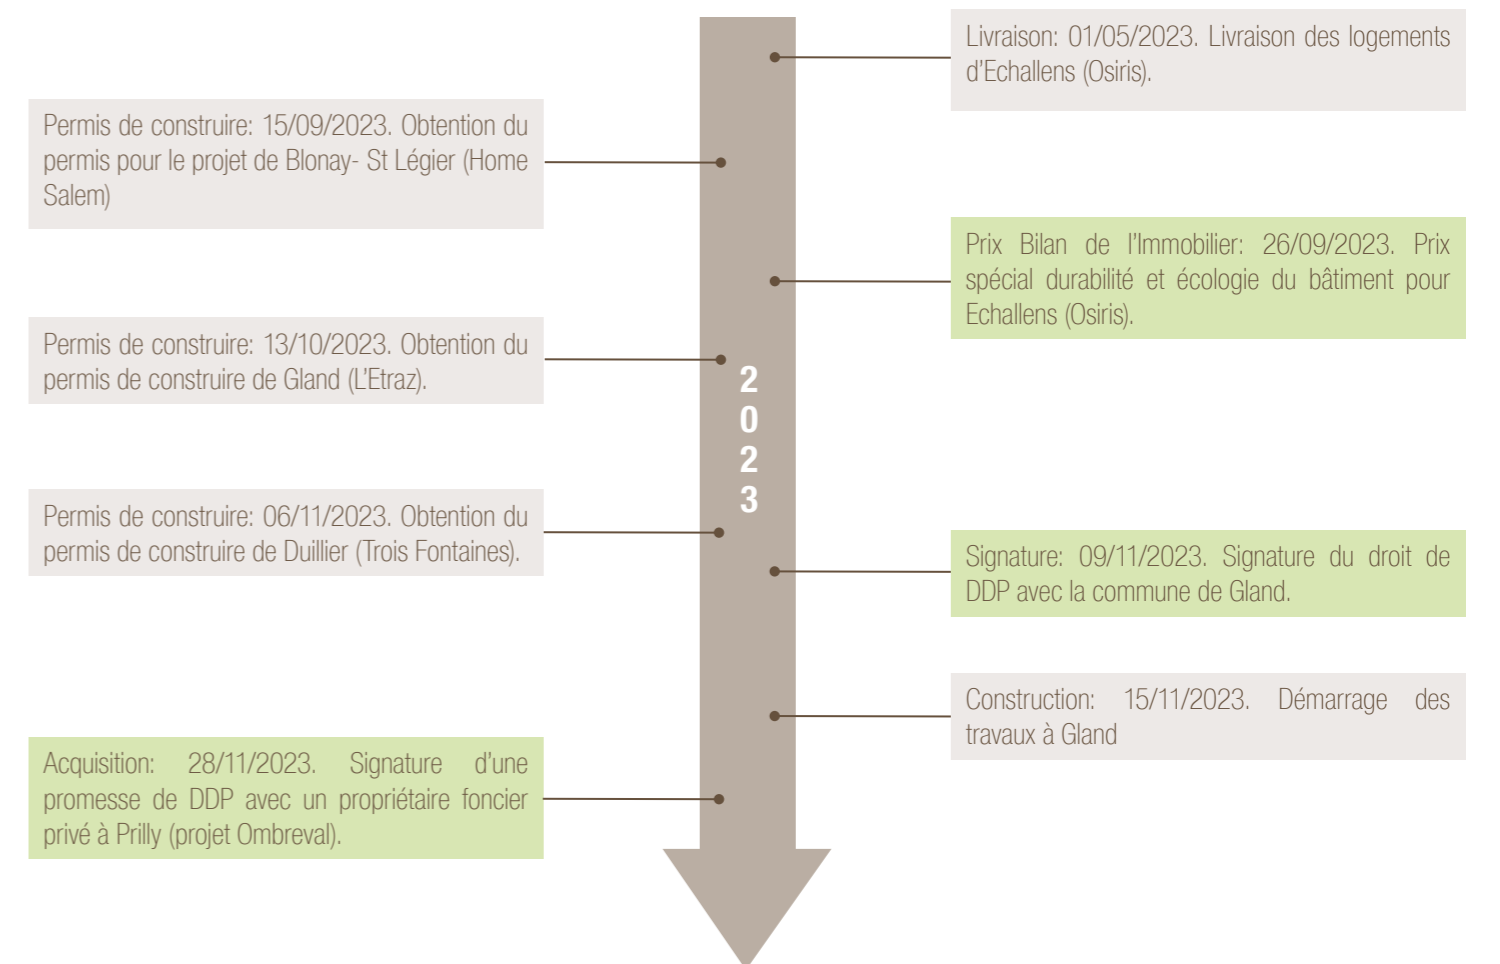 Livraison: 01/05/2023. Livraison des logements
d'Echallens (Osiris).
Permis de construire: 15/09/2023. Obtention du
permis pour le projet de Blonay- St Légier (Home
Salem)
Prix Bilan de l'Immobilier: 26/09/2023. Prix
spécial durabilité et écologie du bâtiment pour
Echallens (Osiris).
Permis de construire: 13/10/2023. Obtention du
permis de construire de Gland (L'Etraz).
2
0
2
3
Permis de construire: 06/11/2023. Obtention du
permis de construire de Duillier (Trois Fontaines).
Signature: 09/11/2023. Signature du droit de
DDP avec la commune de Gland.
Construction: 15/11/2023. Démarrage des
travaux à Gland
Acquisition: 28/11/2023. Signature d'une
promesse de DDP avec un propriétaire foncier
privé à Prilly (projet Ombreval).